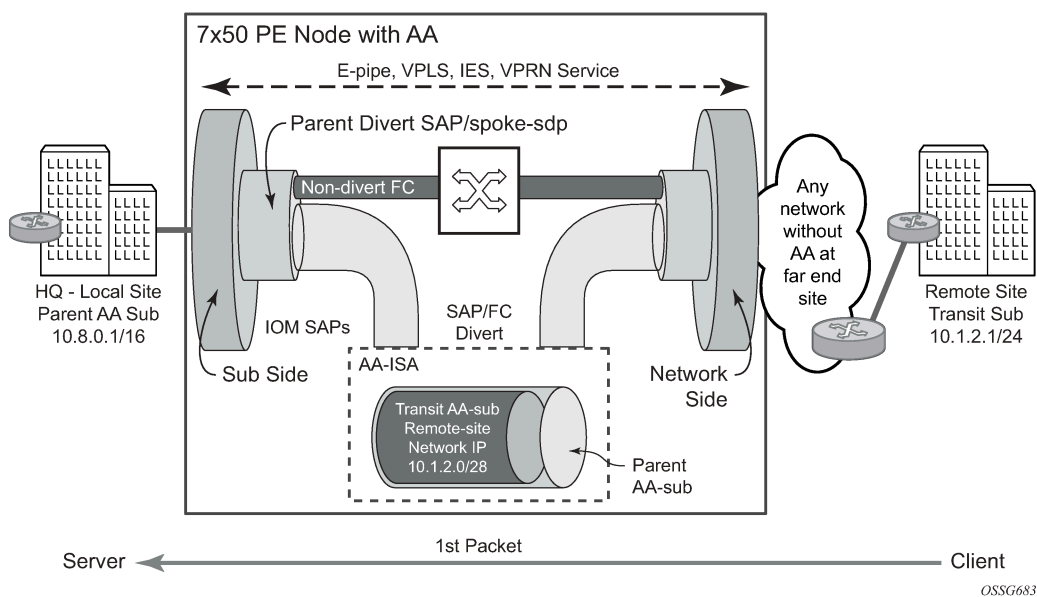 7x50 PE Node with AA
E-pipe, VPLS, IES, VPRN Service
Parent Divert SAP/spoke-sdp
Non-divert FC
Any
network
without
AA at
far end
site
HQ - Local Site
Parent AA Sub
10.8.0.1/16
Remote Site
Transit Sub
10.1.2.1/24
IOM SAPs
SAP/FC
Divert
AA-ISA
Sub Side
Network
Side
Transit AA-sub
Remote-site
Network IP
10.1.2.0/28
Parent
AA-sub
1st Packet
Server
Client
OSSG683